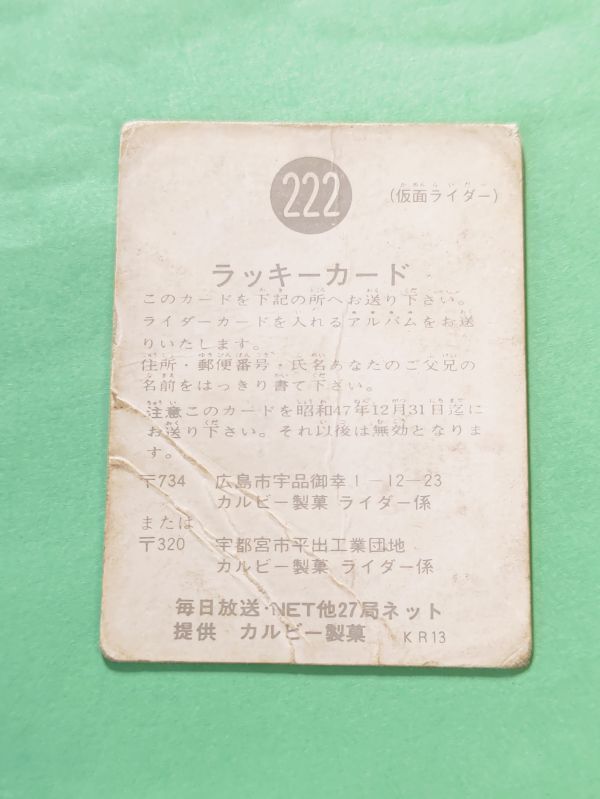 222
(仮面ライダー)
ラッキーカード
このカードを下記の所へお送り下さい。
ライダーカードを入れるアルバムをお送
りいたします。
住所・郵便番号・氏名あなたのご父兄の
名前をはっきり書て下さい。
注意このカードを昭和47年12月31日迄に
お送り下さい。それ以後は無効となりま
す。
〒734 広島市宇品御幸1-12-23
カルビー製菓 ライダー係
または
〒320 宇都宮市平出工業団地
カルビー製菓 ライダー係
毎日放送・NET他27局ネット
提供 カルビー製菓 KR13